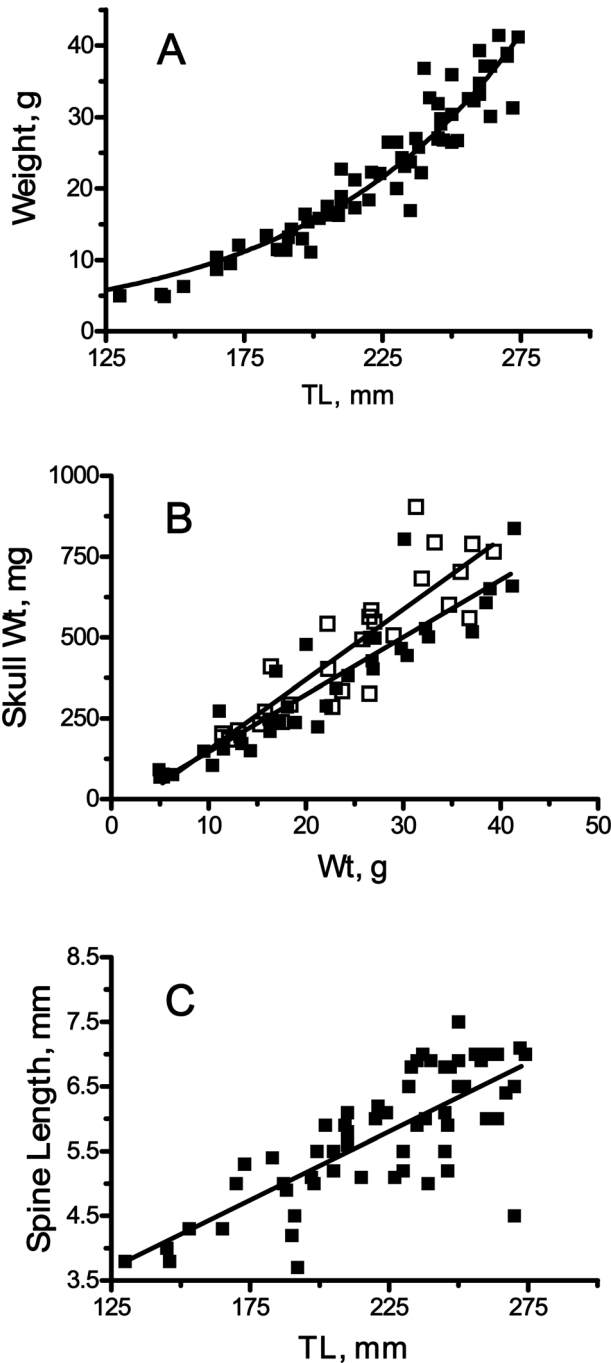 A
Weight, g
40
30
20
10
0
125 175 225 275
TL, mm
B
Skull Wt, mg
1000
750
500
250
0
0 10 20 30 40 50
Wt, g
C
Spine Length, mm
8.5
7.5
6.5
5.5
4.5
3.5
125 175 225 275
TL, mm